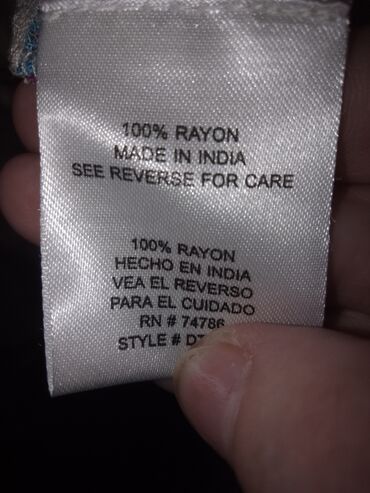 100% RAYON
MADE IN INDIA
SEE REVERSE FOR CARE
100% RAYON
HECHO EN INDIA
VEA EL REVERSO
PARA EL CUIDADO
RN # 74786
STYLE #